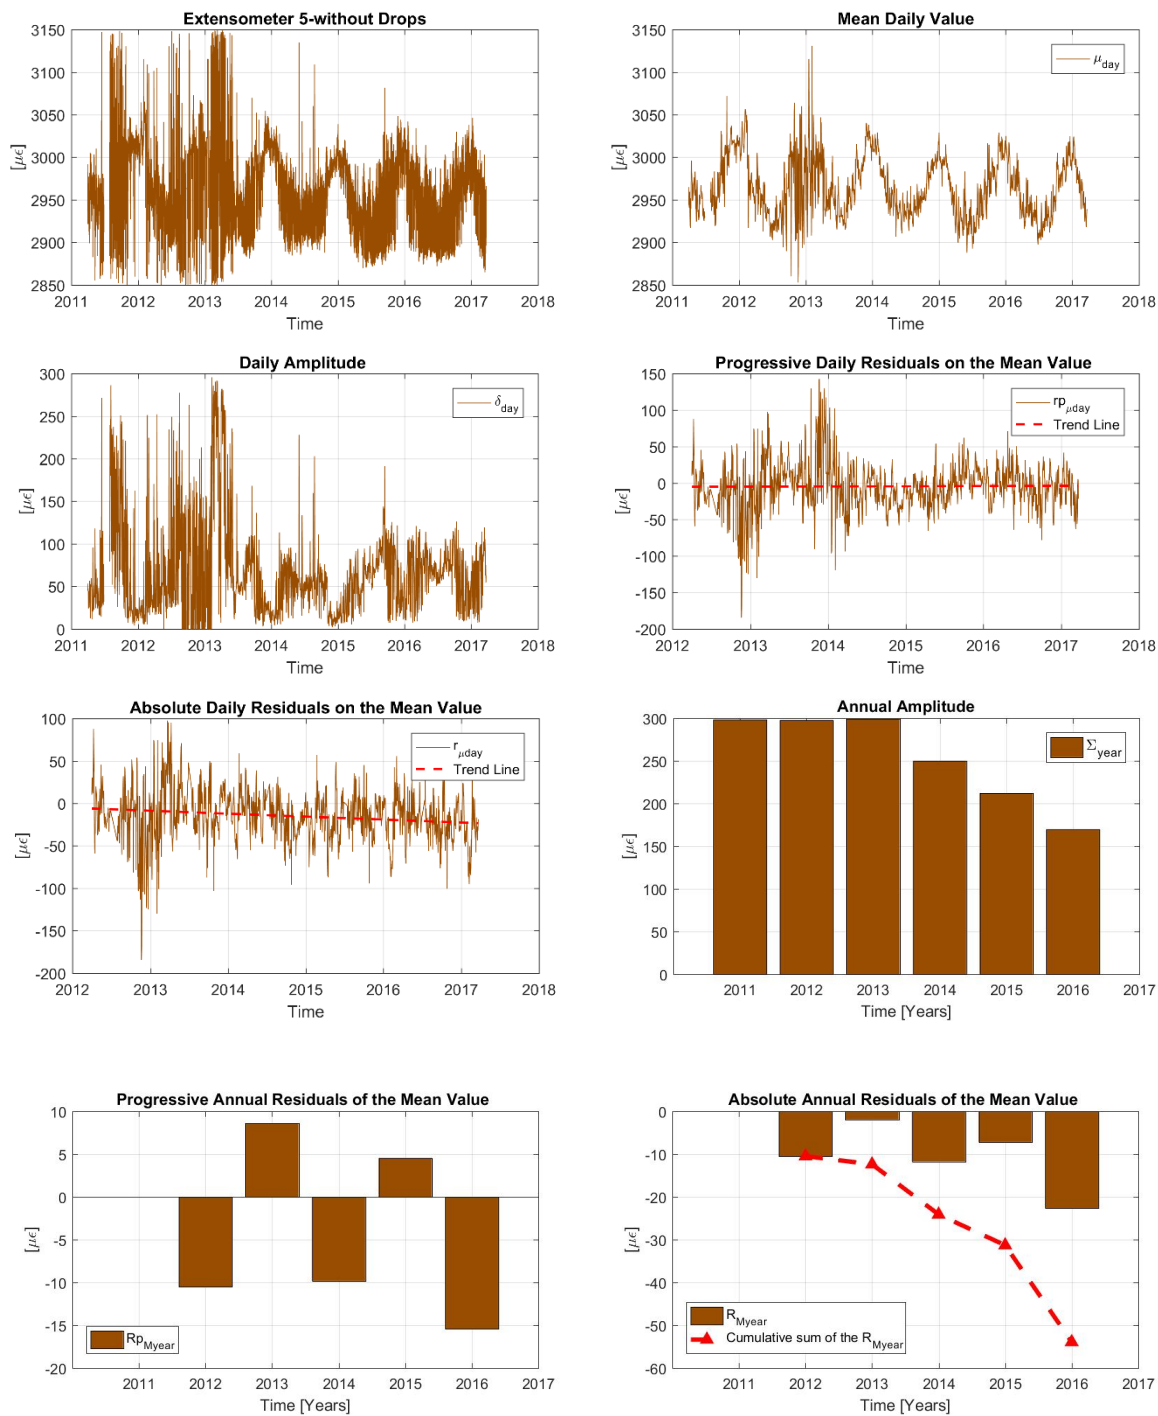 Extensometer 5-without Drops
3150
3100
3050
3000
2950
2900
2850
[με]
2011 2012 2013 2014 2015 2016 2017 2018
Time
Mean Daily Value
3150
3100
3050
3000
2950
2900
2850
[με]
μday
2011 2012 2013 2014 2015 2016 2017 2018
Time
Daily Amplitude
300
250
200
150
100
50
0
[με]
δday
2011 2012 2013 2014 2015 2016 2017 2018
Time
Progressive Daily Residuals on the Mean Value
150
100
50
0
-50
-100
-150
-200
[με]
rpμday
Trend Line
2012 2013 2014 2015 2016 2017 2018
Time
Absolute Daily Residuals on the Mean Value
100
50
0
-50
-100
-150
-200
[με]
rμday
Trend Line
2012 2013 2014 2015 2016 2017 2018
Time
Annual Amplitude
300
250
200
150
100
50
0
[με]
Σyear
2011 2012 2013 2014 2015 2016 2017
Time [Years]
Progressive Annual Residuals of the Mean Value
10
5
0
-5
-10
-15
-20
[με]
RpMyear
2011 2012 2013 2014 2015 2016 2017
Time [Years]
Absolute Annual Residuals of the Mean Value
0
-10
-20
-30
-40
-50
-60
[με]
RMyear
Cumulative sum of the RMyear
2011 2012 2013 2014 2015 2016 2017
Time [Years]